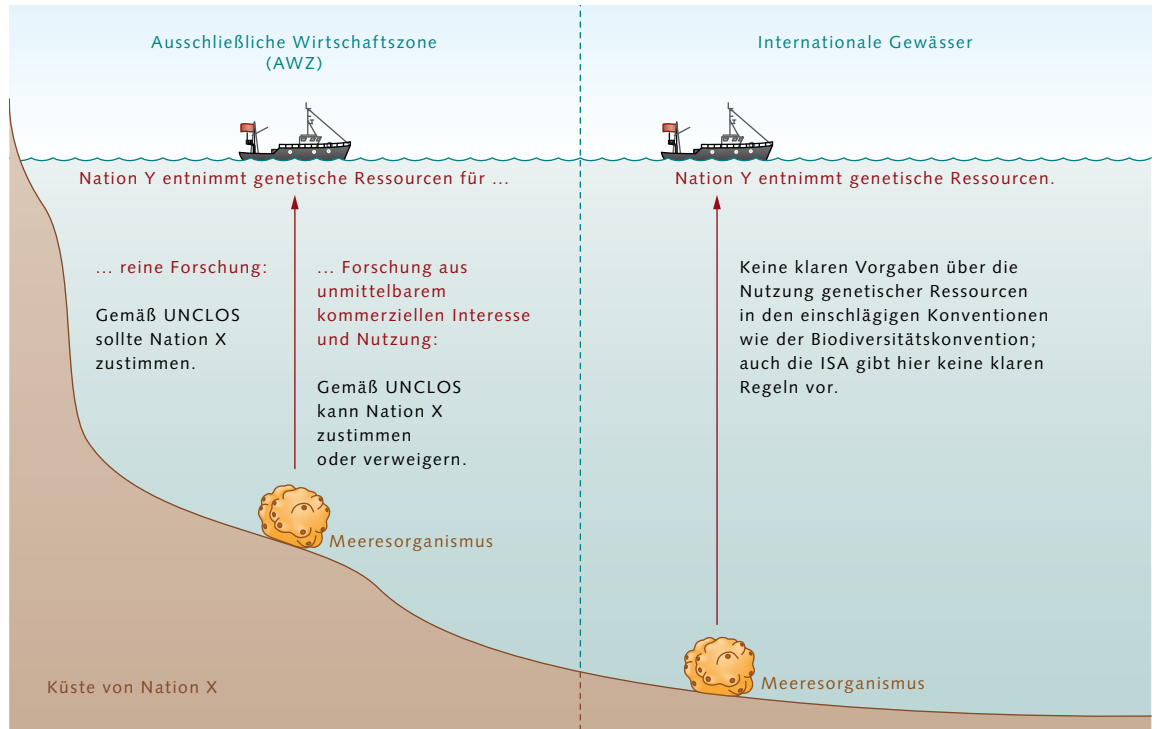 Ausschließliche Wirtschaftszone
(AWZ)
Internationale Gewässer
Nation Y entnimmt genetische Ressourcen für ...
Nation Y entnimmt genetische Ressourcen.
... reine Forschung:
Gemäß UNCLOS
sollte Nation X
zustimmen.
... Forschung aus
unmittelbarem
kommerziellen Interesse
und Nutzung:
Gemäß UNCLOS
kann Nation X
zustimmen
oder verweigern.
Keine klaren Vorgaben über die
Nutzung genetischer Ressourcen
in den einschlägigen Konventionen
wie der Biodiversitätskonvention;
auch die ISA gibt hier keine klaren
Regeln vor.
Meeresorganismus
Meeresorganismus
Küste von Nation X